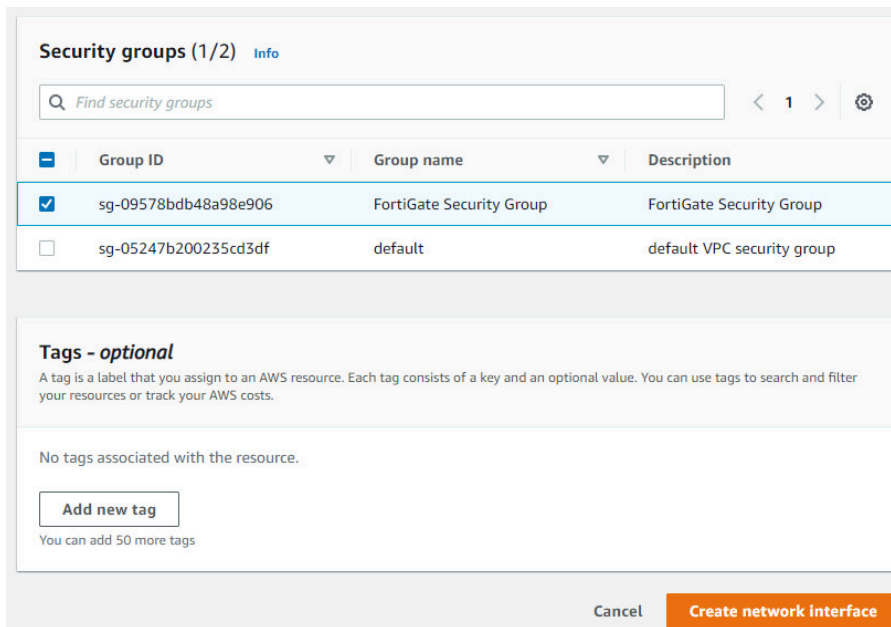 Security groups (1/2) Info
Find security groups
1
Group ID Group name Description
sg-09578bdb48a98e906 FortiGate Security Group FortiGate Security Group
sg-05247b200235cd3df default default VPC security group
Tags - optional
A tag is a label that you assign to an AWS resource. Each tag consists of a key and an optional value. You can use tags to search and filter
your resources or track your AWS costs.
No tags associated with the resource.
Add new tag
You can add 50 more tags
Cancel Create network interface